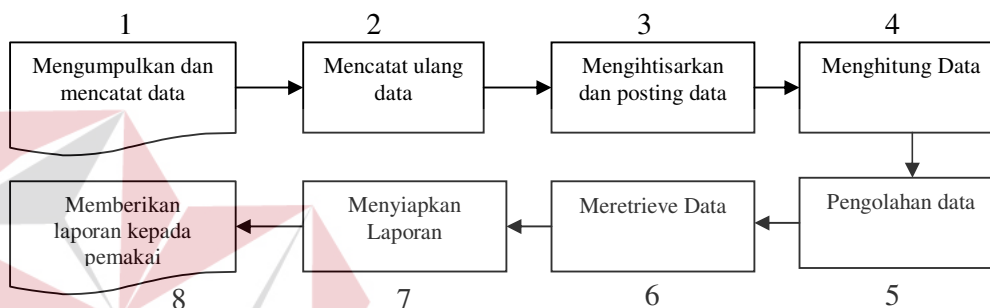 1
2
3
4
Mengumpulkan dan
mencatat data
Mencatat ulang
data
Mengihtisarkan
dan posting data
Menghitung Data
Memberikan
laporan kepada
pemakai
Menyiapkan
Laporan
Meretrieve Data
Pengolahan data
8
7
6
5